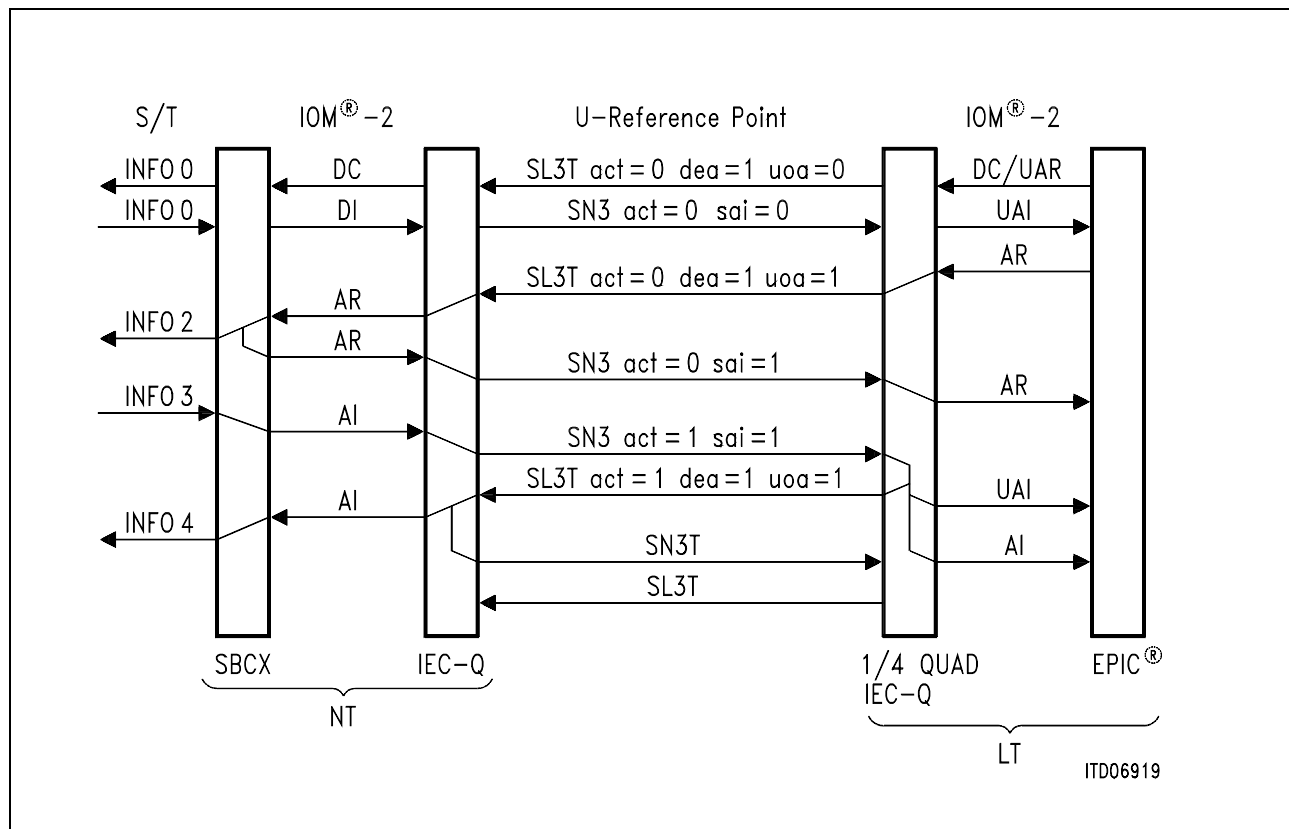 S/T IOM®-2 U-Reference Point IOM®-2
INFO 0 DC SL3T act=0 dea=1 uoa=0 DC/UAR
INFO 0 DI SN3 act=0 sai=0 UAI
AR
SL3T act=0 dea=1 uoa=1
AR
INFO 2
AR
SN3 act=0 sai=1
AR
INFO 3
AI
SN3 act=1 sai=1
SL3T act=1 dea=1 uoa=1
UAI
AI
INFO 4
SN3T AI
SL3T
SBCX IEC-Q 1/4 QUAD EPIC®
IEC-Q
NT
LT
ITD06919